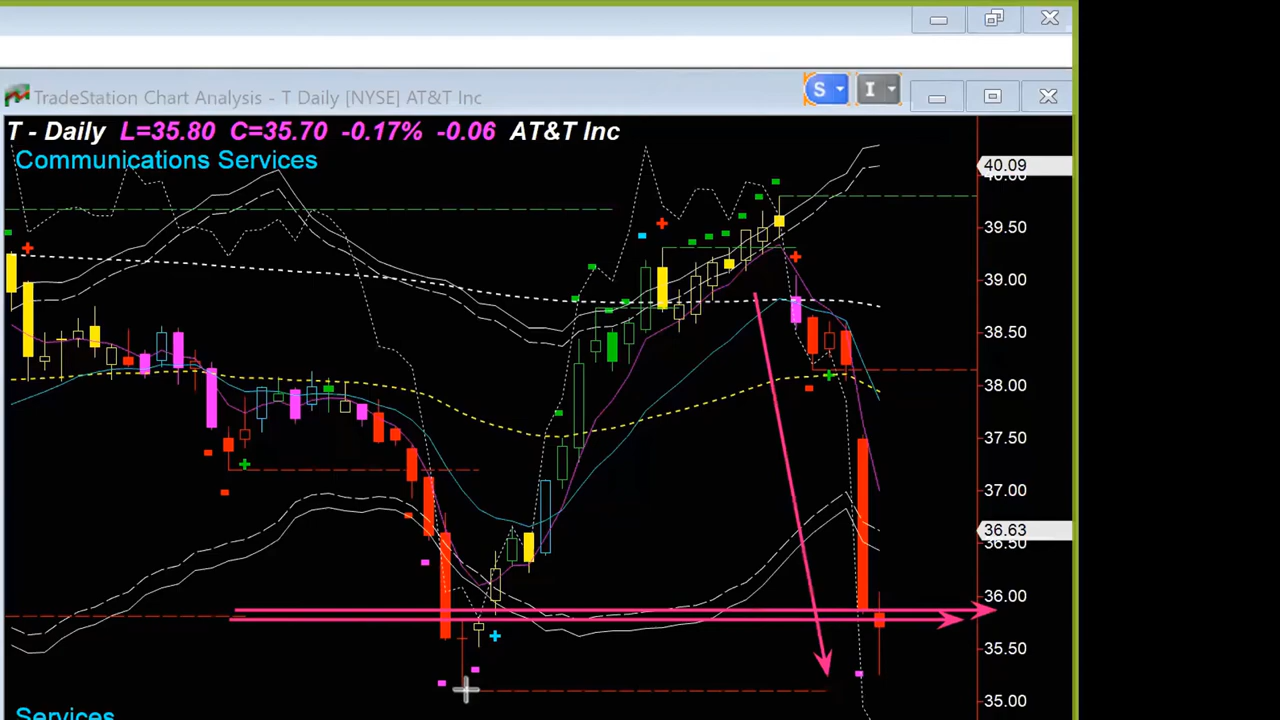 TradeStation Chart Analysis - T Daily [NYSE] AT&T Inc
S
I
T - Daily L=35.80 C=35.70 -0.17% -0.06 AT&T Inc
Communications Services
40.09
39.50
39.00
38.50
38.00
37.50
37.00
36.63
36.50
36.00
35.50
35.00
Services